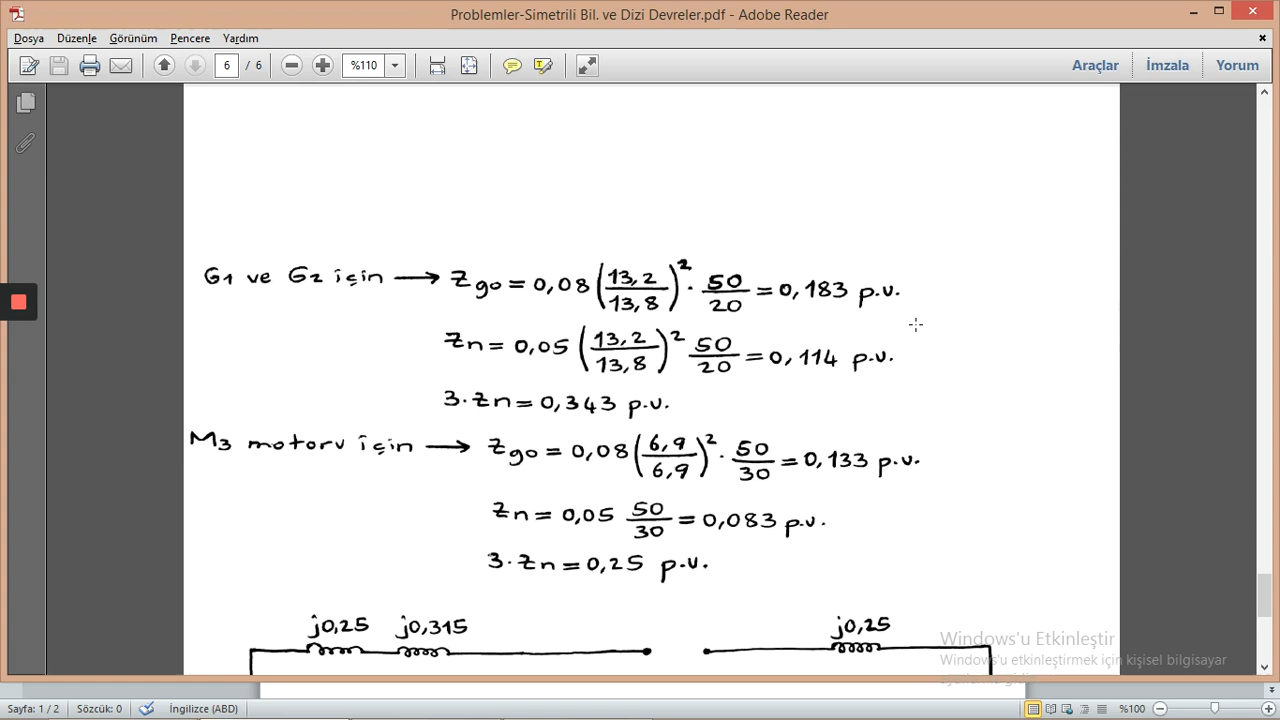 Problemler-Simetrili Bil. ve Dizi Devreler.pdf - Adobe Reader
Dosya Düzenle Görünüm Pencere Yardım
6 / 6 %110 Araçlar İmzala Yorum
G1 ve G2 için → Zgo = 0,08 (13,2/13,8)² . 50/20 = 0,183 p.u.
Zn = 0,05 (13,2/13,8)² 50/20 = 0,114 p.u.
3.Zn = 0,343 p.u.
M3 motoru için → Zgo = 0,08 (6,9/6,9)² . 50/30 = 0,133 p.u.
Zn = 0,05 50/30 = 0,083 p.u.
3.Zn = 0,25 p.u.
j0,25 j0,315 j0,25
Windows'u Etkinleştir
Windows'u etkinleştirmek için kişisel bilgisayar
Sayfa: 1 / 2 Sözcük: 0 İngilizce (ABD) %100